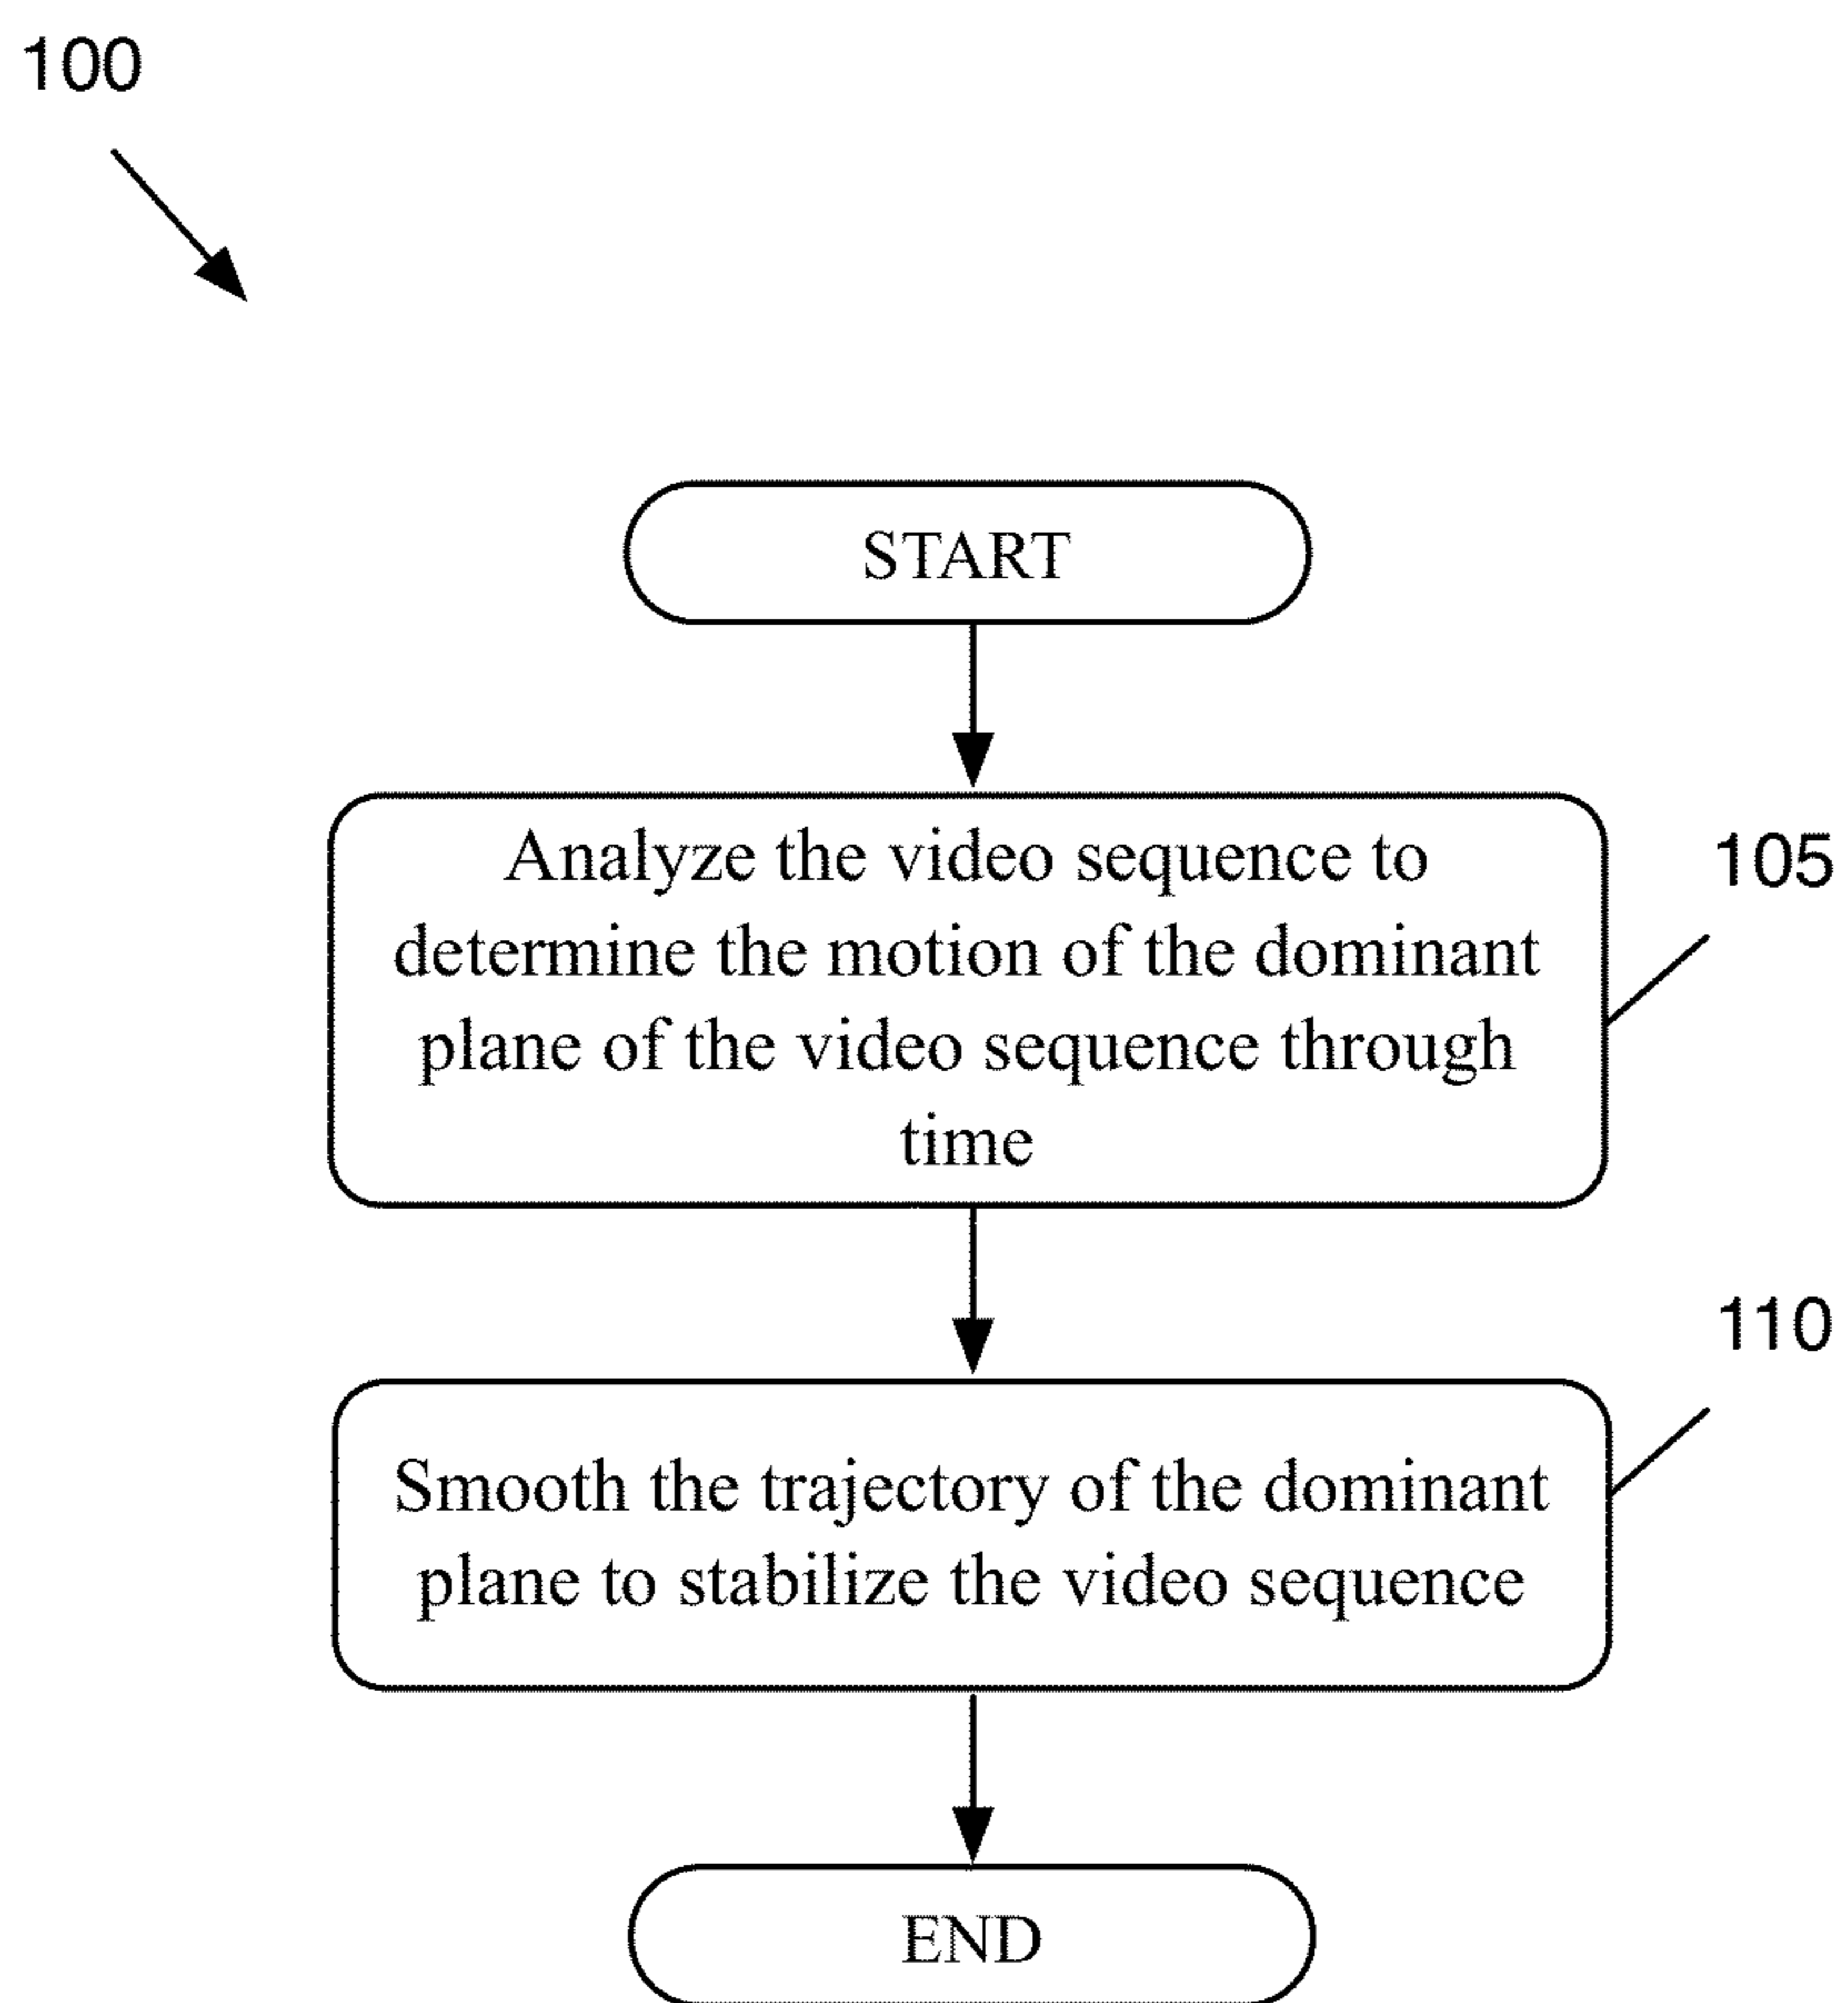 100
START
Analyze the video sequence to
determine the motion of the dominant
plane of the video sequence through
time
105
110
Smooth the trajectory of the dominant
plane to stabilize the video sequence
END